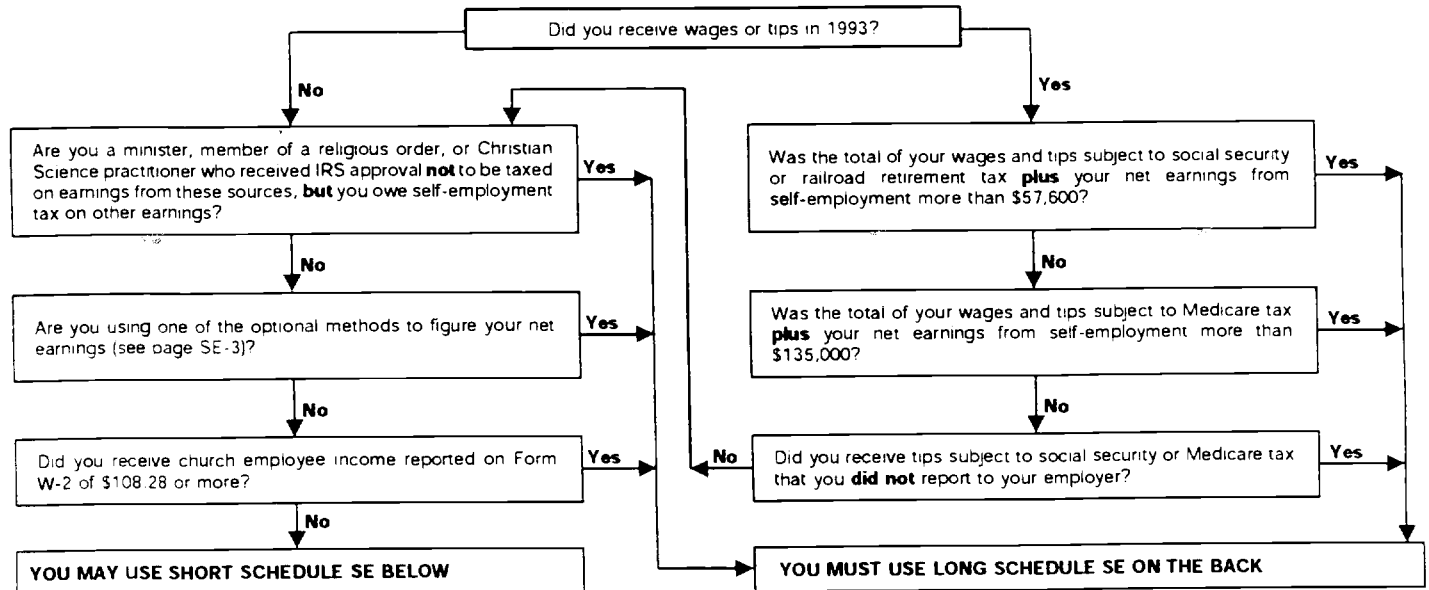 Did you receive wages or tips in 1993?
No
Yes
Are you a minister, member of a religious order, or Christian
Science practitioner who received IRS approval not to be taxed
on earnings from these sources, but you owe self-employment
tax on other earnings?
Yes
Was the total of your wages and tips subject to social security
or railroad retirement tax plus your net earnings from
self-employment more than $57,600?
Yes
No
No
Are you using one of the optional methods to figure your net
earnings (see page SE-3)?
Yes
Was the total of your wages and tips subject to Medicare tax
plus your net earnings from self-employment more than
$135,000?
Yes
No
No
Did you receive church employee income reported on Form
W-2 of $108.28 or more?
Yes
No
Did you receive tips subject to social security or Medicare tax
that you did not report to your employer?
Yes
No
YOU MAY USE SHORT SCHEDULE SE BELOW
YOU MUST USE LONG SCHEDULE SE ON THE BACK